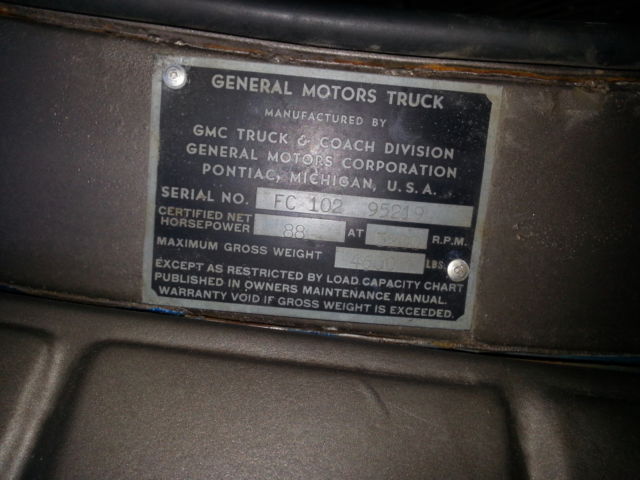 GENERAL MOTORS TRUCK
MANUFACTURED BY
GMC TRUCK & COACH DIVISION
GENERAL MOTORS CORPORATION
PONTIAC, MICHIGAN, U.S.A.
SERIAL NO. FC 102 95219
CERTIFIED NET HORSEPOWER 88 AT R.P.M.
MAXIMUM GROSS WEIGHT LBS.
EXCEPT AS RESTRICTED BY LOAD CAPACITY CHART
PUBLISHED IN OWNERS MAINTENANCE MANUAL.
WARRANTY VOID IF GROSS WEIGHT IS EXCEEDED.